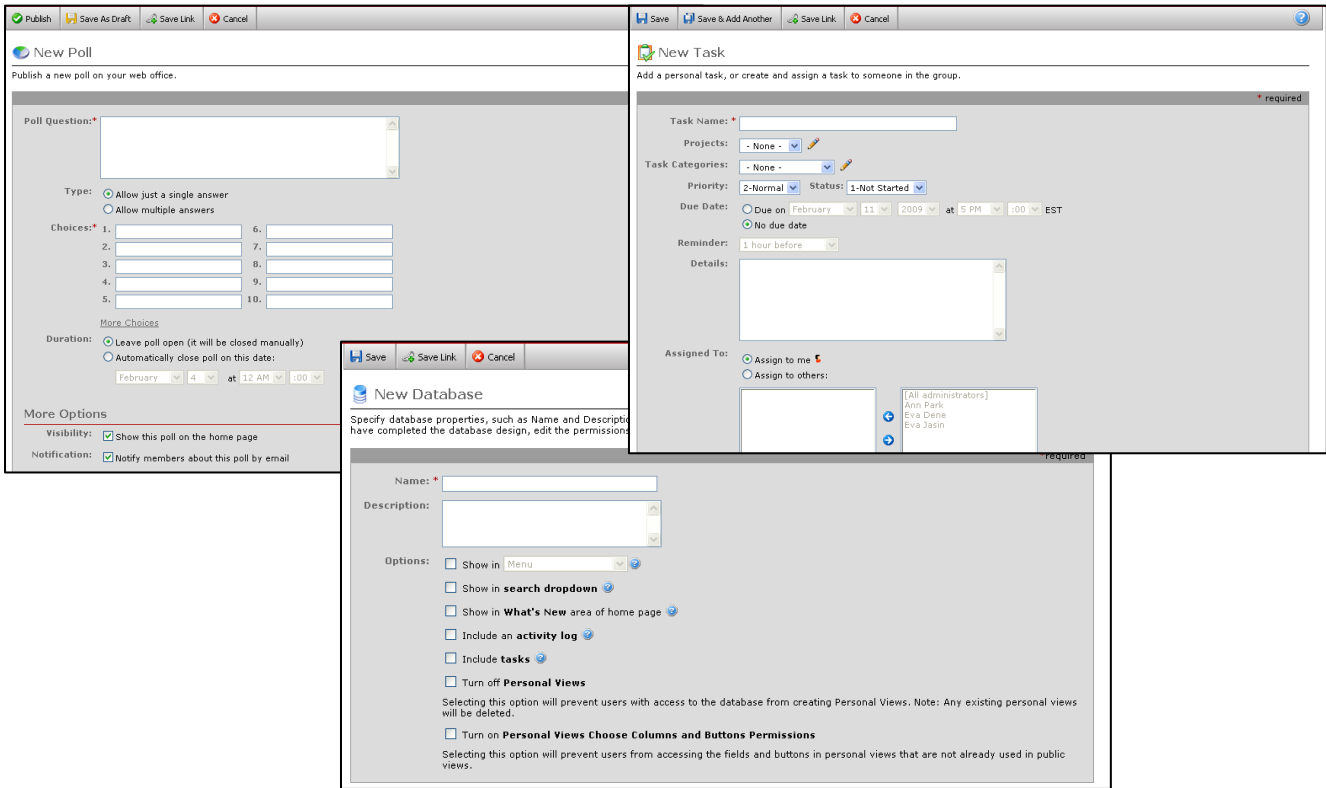 Publish Save As Draft Save Link Cancel
New Poll
Publish a new poll on your web office.
Poll Question:*
Type: Allow just a single answer
Allow multiple answers
Choices:* 1. 6.
2. 7.
3. 8.
4. 9.
5. 10.
More Choices
Duration: Leave poll open (it will be closed manually)
Automatically close poll on this date:
February 4 at 12 AM :00
More Options
Visibility: Show this poll on the home page
Notification: Notify members about this poll by email
Save Save & Add Another Save Link Cancel
New Task
Add a personal task, or create and assign a task to someone in the group.
* required
Task Name: *
Projects: - None -
Task Categories: - None -
Priority: 2-Normal Status: 1-Not Started
Due Date: Due on February 11 2009 at 5 PM :00 EST
No due date
Reminder: 1 hour before
Details:
Assigned To: Assign to me
Assign to others:
[All administrators]
Ann Park
Eva Dene
Eva Jasin
Save Save Link Cancel
New Database
Specify database properties, such as Name and Descriptio
have completed the database design, edit the permissions
*required
Name: *
Description:
Options: Show in Menu
Show in search dropdown
Show in What's New area of home page
Include an activity log
Include tasks
Turn off Personal Views
Selecting this option will prevent users with access to the database from creating Personal Views. Note: Any existing personal views
will be deleted.
Turn on Personal Views Choose Columns and Buttons Permissions
Selecting this option will prevent users from accessing the fields and buttons in personal views that are not already used in public
views.